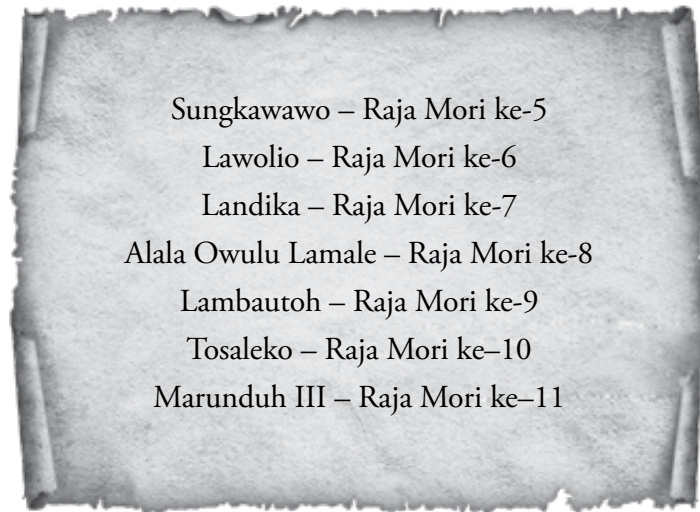 Sungkawawo – Raja Mori ke-5
Lawolio – Raja Mori ke-6
Landika – Raja Mori ke-7
Alala Owulu Lamale – Raja Mori ke-8
Lambautoh – Raja Mori ke-9
Tosaleko – Raja Mori ke–10
Marunduh III – Raja Mori ke–11